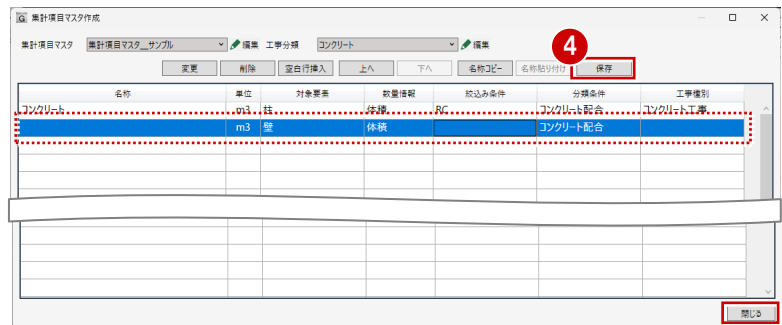 集計項目マスタ作成
集計項目マスタ 集計項目マスタ__サンプル 編集 工事分類 コンクリート 編集
4
変更 削除 空白行挿入 上へ 下へ 名称コピー 名称貼り付け 保存
名称 単位 対象要素 数量情報 絞込み条件 分類条件 工事種別
コンクリート m3 柱 体積 RC コンクリート配合 コンクリート工事
m3 壁 体積 コンクリート配合
閉じる